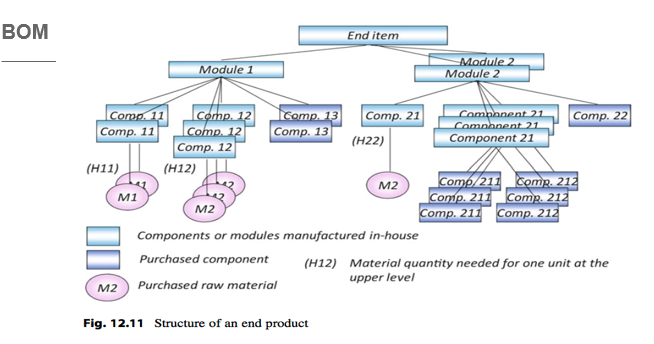 BOM
End item
Module 1
Module 2
Module 2
Comp. 11
Comp. 11
Comp. 12
Comp. 12
Comp. 12
Comp. 13
Comp. 13
Comp. 21
Component 21
Component 21
Component 21
Comp. 22
(H11)
(H12)
(H22)
M1
M1
M2
M2
M2
M2
Comp. 211
Comp. 212
Comp. 211
Comp. 212
Comp. 211
Comp. 212
Components or modules manufactured in-house
Purchased component
(H12) Material quantity needed for one unit at the
upper level
M2 Purchased raw material
Fig. 12.11 Structure of an end product